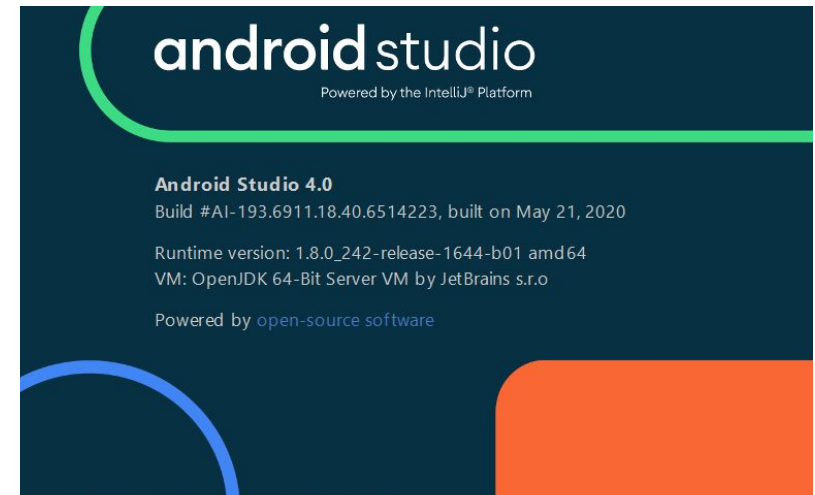 android studio
Powered by the IntelliJ® Platform
Android Studio 4.0
Build #AI-193.6911.18.40.6514223, built on May 21, 2020
Runtime version: 1.8.0_242-release-1644-b01 amd64
VM: OpenJDK 64-Bit Server VM by JetBrains s.r.o
Powered by open-source software